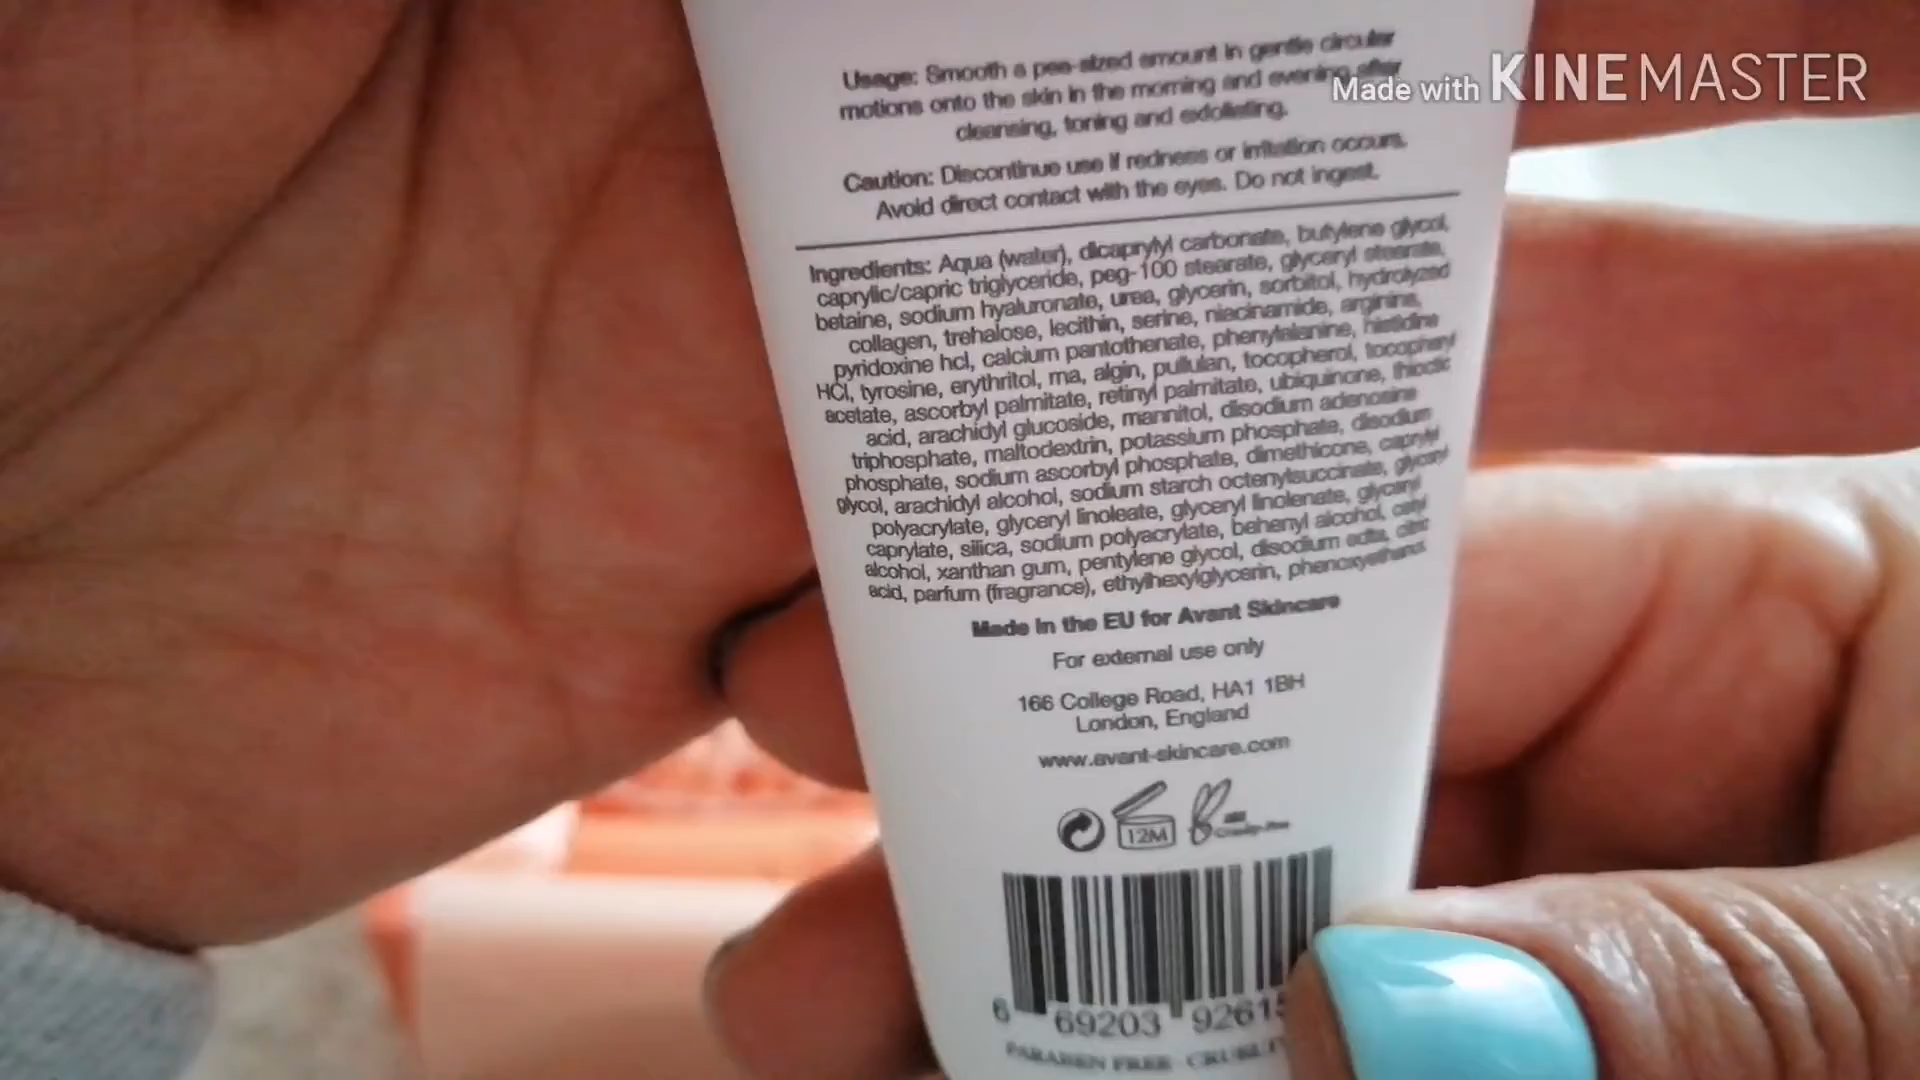 Usage: Smooth a pea-sized amount in gentle circular
motions onto the skin in the morning and evening after
cleansing, toning and exfoliating.
Caution: Discontinue use if redness or irritation occurs.
Avoid direct contact with the eyes. Do not ingest.
Ingredients: Aqua (water), dicaprylyl carbonate, butylene glycol,
caprylic/capric triglyceride, peg-100 stearate, glyceryl stearate,
betaine, sodium hyaluronate, urea, glycerin, sorbitol, hydrolyzed
collagen, trehalose, lecithin, serine, niacinamide, arginine,
pyridoxine hcl, calcium pantothenate, phenylalanine, histidine
HCl, tyrosine, erythritol, rna, algin, pullulan, tocopherol, tocopheryl
acetate, ascorbyl palmitate, retinyl palmitate, ubiquinone, thioctic
acid, arachidyl glucoside, mannitol, disodium adenosine
triphosphate, maltodextrin, potassium phosphate, disodium
phosphate, sodium ascorbyl phosphate, dimethicone, caprylyl
glycol, arachidyl alcohol, sodium starch octenylsuccinate, glyceryl
polyacrylate, glyceryl linoleate, glyceryl linolenate, glyceryl
caprylate, silica, sodium polyacrylate, behenyl alcohol, cetyl
alcohol, xanthan gum, pentylene glycol, disodium edta, citric
acid, parfum (fragrance), ethylhexylglycerin, phenoxyethanol.
Made in the EU for Avant Skincare
For external use only
166 College Road, HA1 1BH
London, England
www.avant-skincare.com
12M
Cruelty-Free
6 69203 92615
PARABEN FREE
Made with KINEMASTER